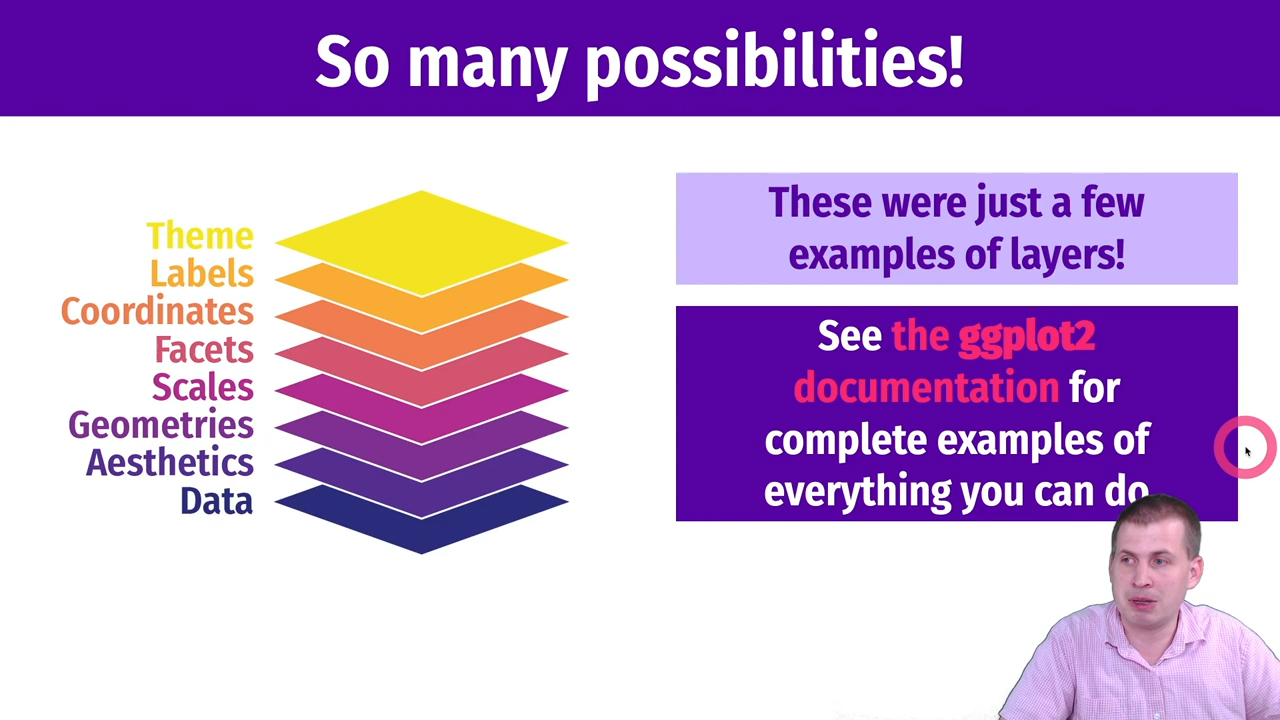 So many possibilities!
Theme
Labels
Coordinates
Facets
Scales
Geometries
Aesthetics
Data
These were just a few
examples of layers!
See the ggplot2
documentation for
complete examples of
everything you can do